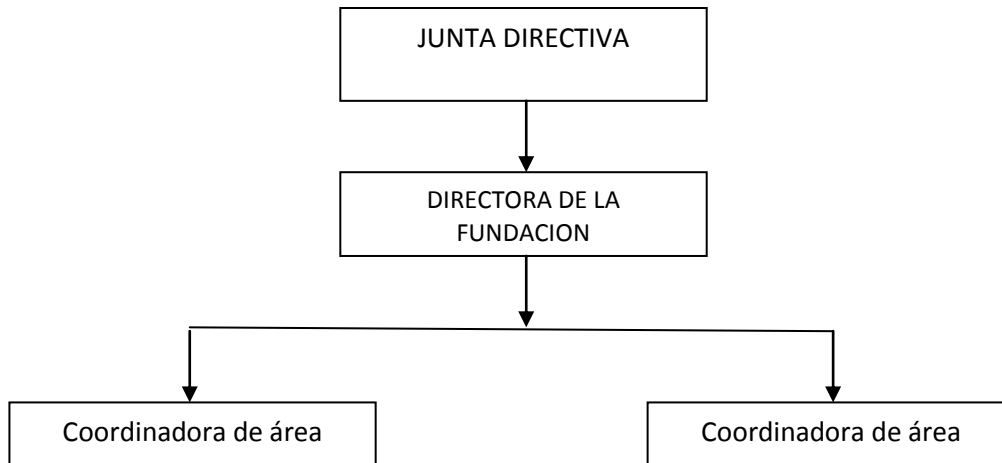 JUNTA DIRECTIVA
DIRECTORA DE LA
FUNDACION
Coordinadora de área
Coordinadora de área